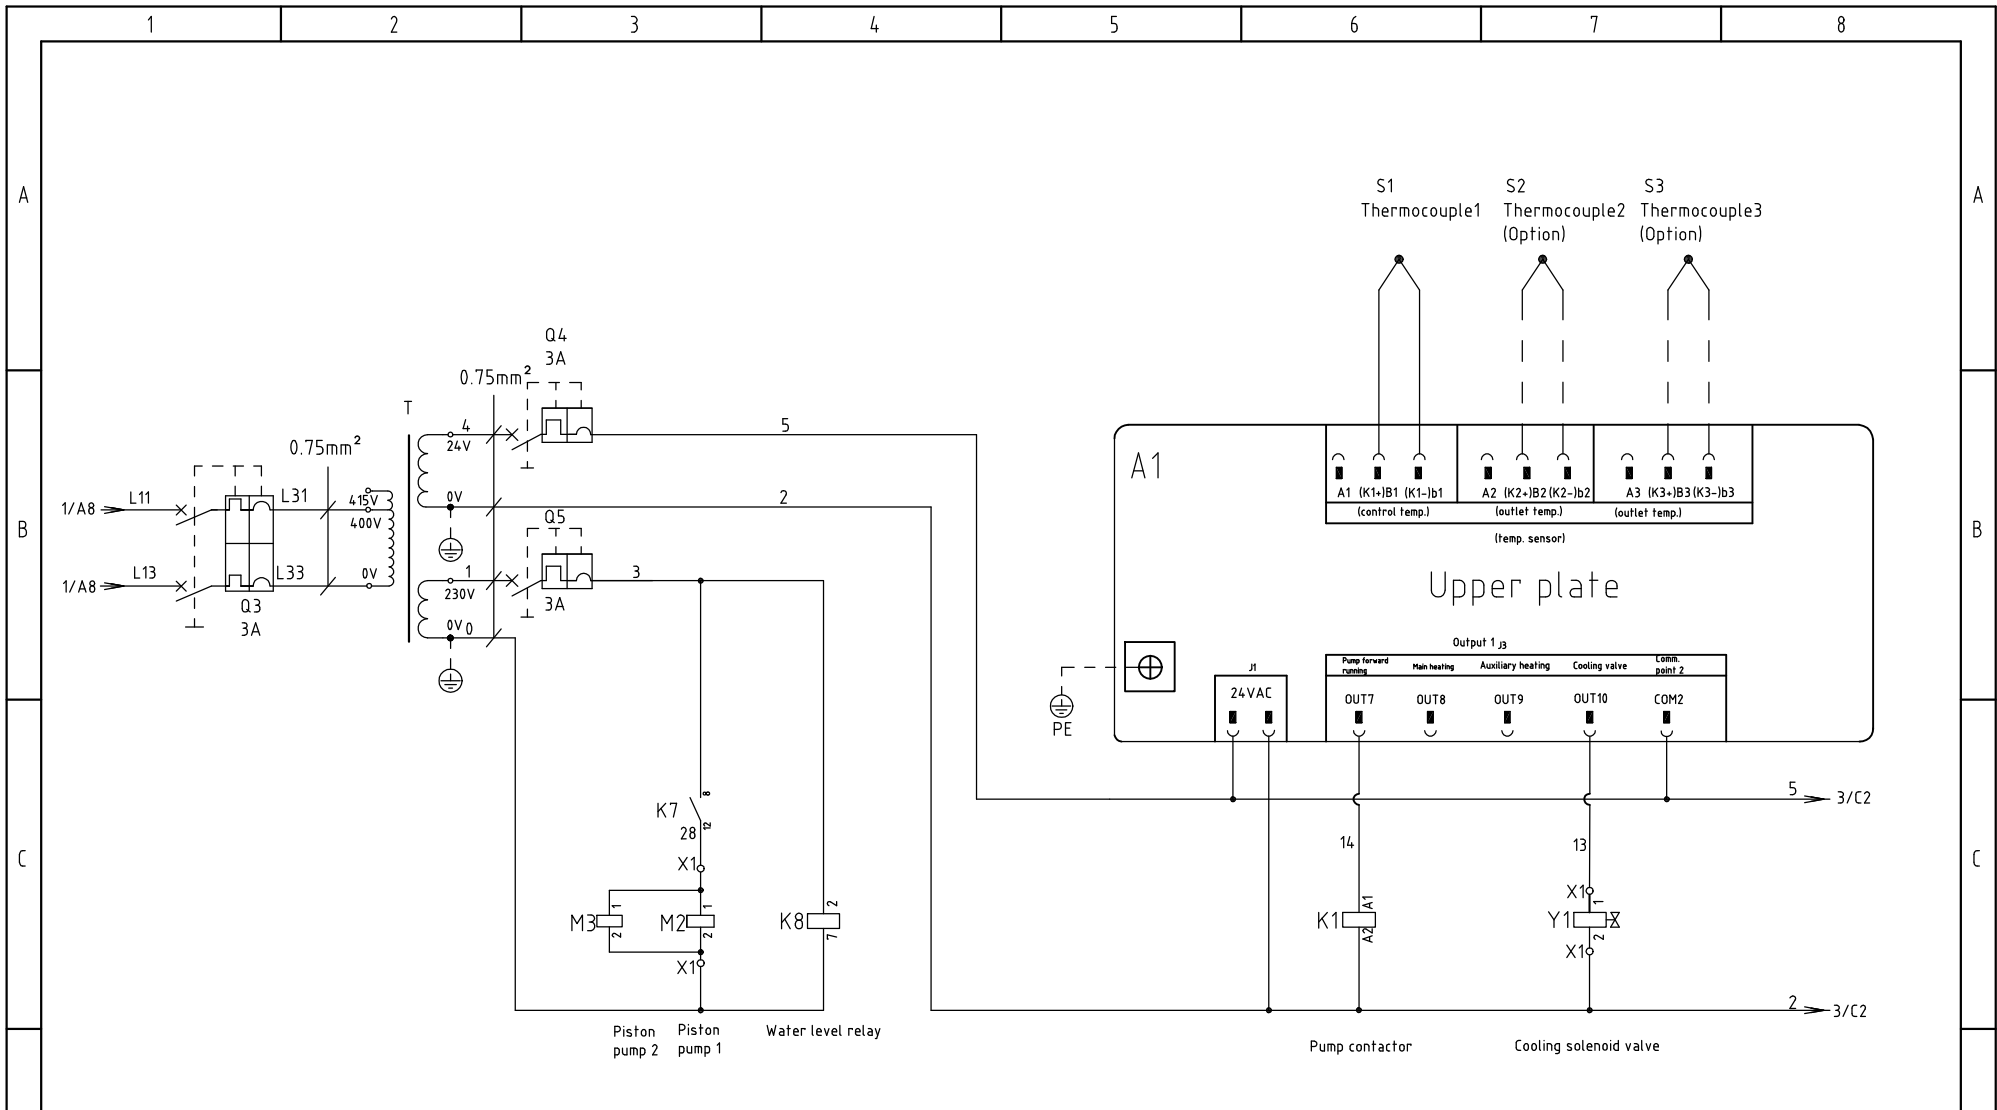 1 2 3 4 5 6 7 8
A A
S1 S2 S3
Thermocouple1 Thermocouple2 Thermocouple3
(Option) (Option)
Q4
3A
0.75mm²
T
4 5
24V
0.75mm²
A1
A1 (K1+)B1 (K1-)b1 A2 (K2+)B2 (K2-)b2 A3 (K3+)B3 (K3-)b3
(control temp.) (outlet temp.) (outlet temp.)
(temp. sensor)
L11 L31 415V 0V 2
1/A8
400V Q5
B B
L13 L33 0V 1 3
1/A8
230V
Upper plate
Q3 3A
3A 0V 0
Output 1 J3
J1
Pump forward running
Main heating
Auxiliary heating
Cooling valve
Comm. point 2
24VAC OUT7 OUT8 OUT9 OUT10 COM2
PE
5 3/C2
8
K7
28 12
14 13
C C
X1 X1
1 1 2 A1 1
M3 M2 K8 K1 Y1
2 2 7 A2 2
X1 X1
2 3/C2
Piston pump 2
Piston pump 1
Water level relay
Pump contactor
Cooling solenoid valve